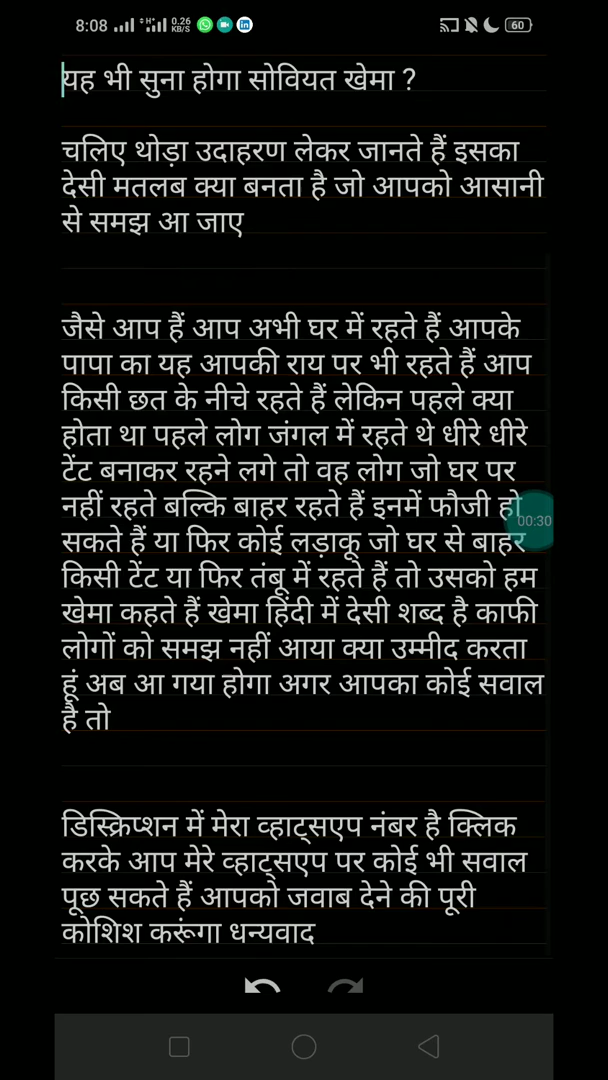 8:08 H+ 0.26 KB/S in 60
यह भी सुना होगा सोवियत खेमा ?
चलिए थोड़ा उदाहरण लेकर जानते हैं इसका
देसी मतलब क्या बनता है जो आपको आसानी
से समझ आ जाए
जैसे आप हैं आप अभी घर में रहते हैं आपके
पापा का यह आपकी राय पर भी रहते हैं आप
किसी छत के नीचे रहते हैं लेकिन पहले क्या
होता था पहले लोग जंगल में रहते थे धीरे धीरे
टेंट बनाकर रहने लगे तो वह लोग जो घर पर
नहीं रहते बल्कि बाहर रहते हैं इनमें फौजी हो
00:30
सकते हैं या फिर कोई लड़ाकू जो घर से बाहर
किसी टेंट या फिर तंबू में रहते हैं तो उसको हम
खेमा कहते हैं खेमा हिंदी में देसी शब्द है काफी
लोगों को समझ नहीं आया क्या उम्मीद करता
हूं अब आ गया होगा अगर आपका कोई सवाल
है तो
डिस्क्रिप्शन में मेरा व्हाट्सएप नंबर है क्लिक
करके आप मेरे व्हाट्सएप पर कोई भी सवाल
पूछ सकते हैं आपको जवाब देने की पूरी
कोशिश करूंगा धन्यवाद